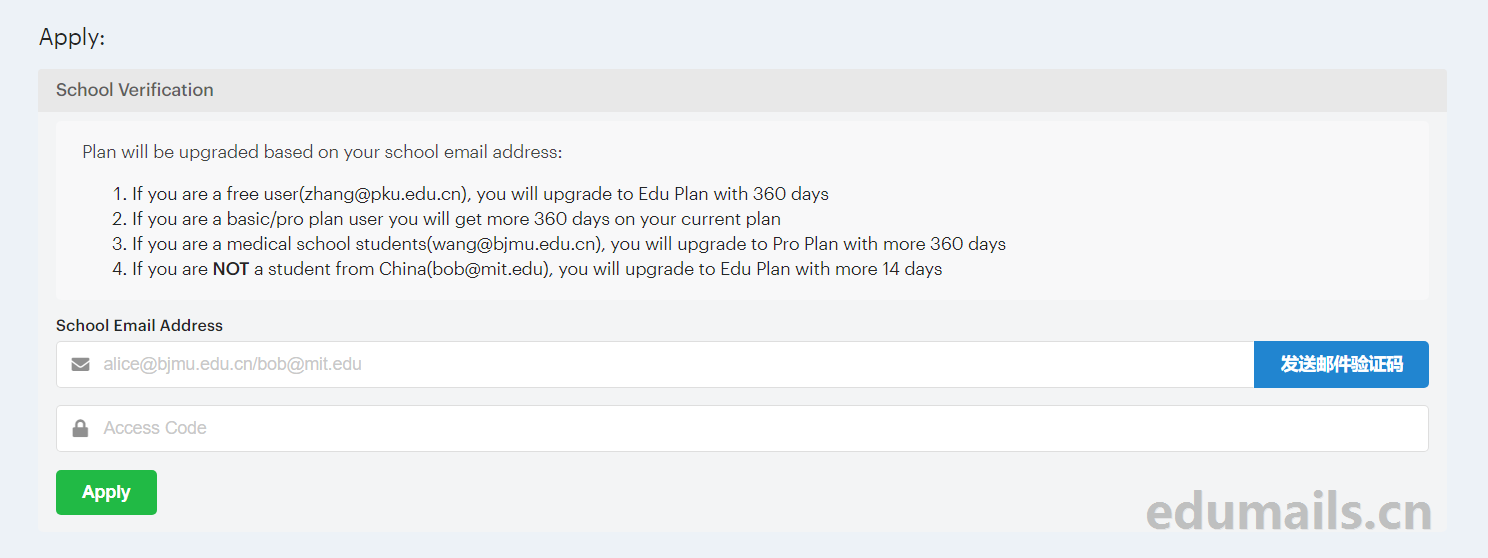 Apply:
School Verification
Plan will be upgraded based on your school email address:
1. If you are a free user(zhang@pku.edu.cn), you will upgrade to Edu Plan with 360 days
2. If you are a basic/pro plan user you will get more 360 days on your current plan
3. If you are a medical school students(wang@bjmu.edu.cn), you will upgrade to Pro Plan with more 360 days
4. If you are NOT a student from China(bob@mit.edu), you will upgrade to Edu Plan with more 14 days
School Email Address
alice@bjmu.edu.cn/bob@mit.edu
发送邮件验证码
Access Code
Apply
edumails.cn